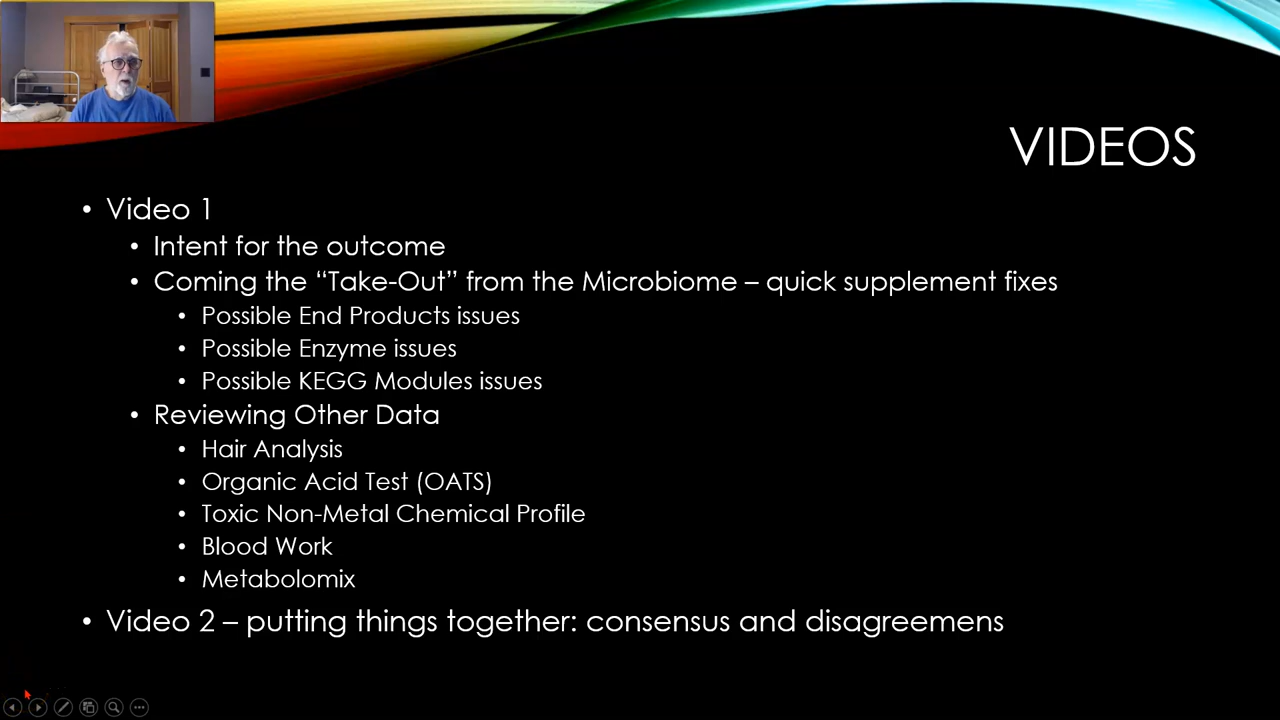 VIDEOS
• Video 1
• Intent for the outcome
• Coming the “Take-Out” from the Microbiome – quick supplement fixes
• Possible End Products issues
• Possible Enzyme issues
• Possible KEGG Modules issues
• Reviewing Other Data
• Hair Analysis
• Organic Acid Test (OATS)
• Toxic Non-Metal Chemical Profile
• Blood Work
• Metabolomix
• Video 2 – putting things together: consensus and disagreemens